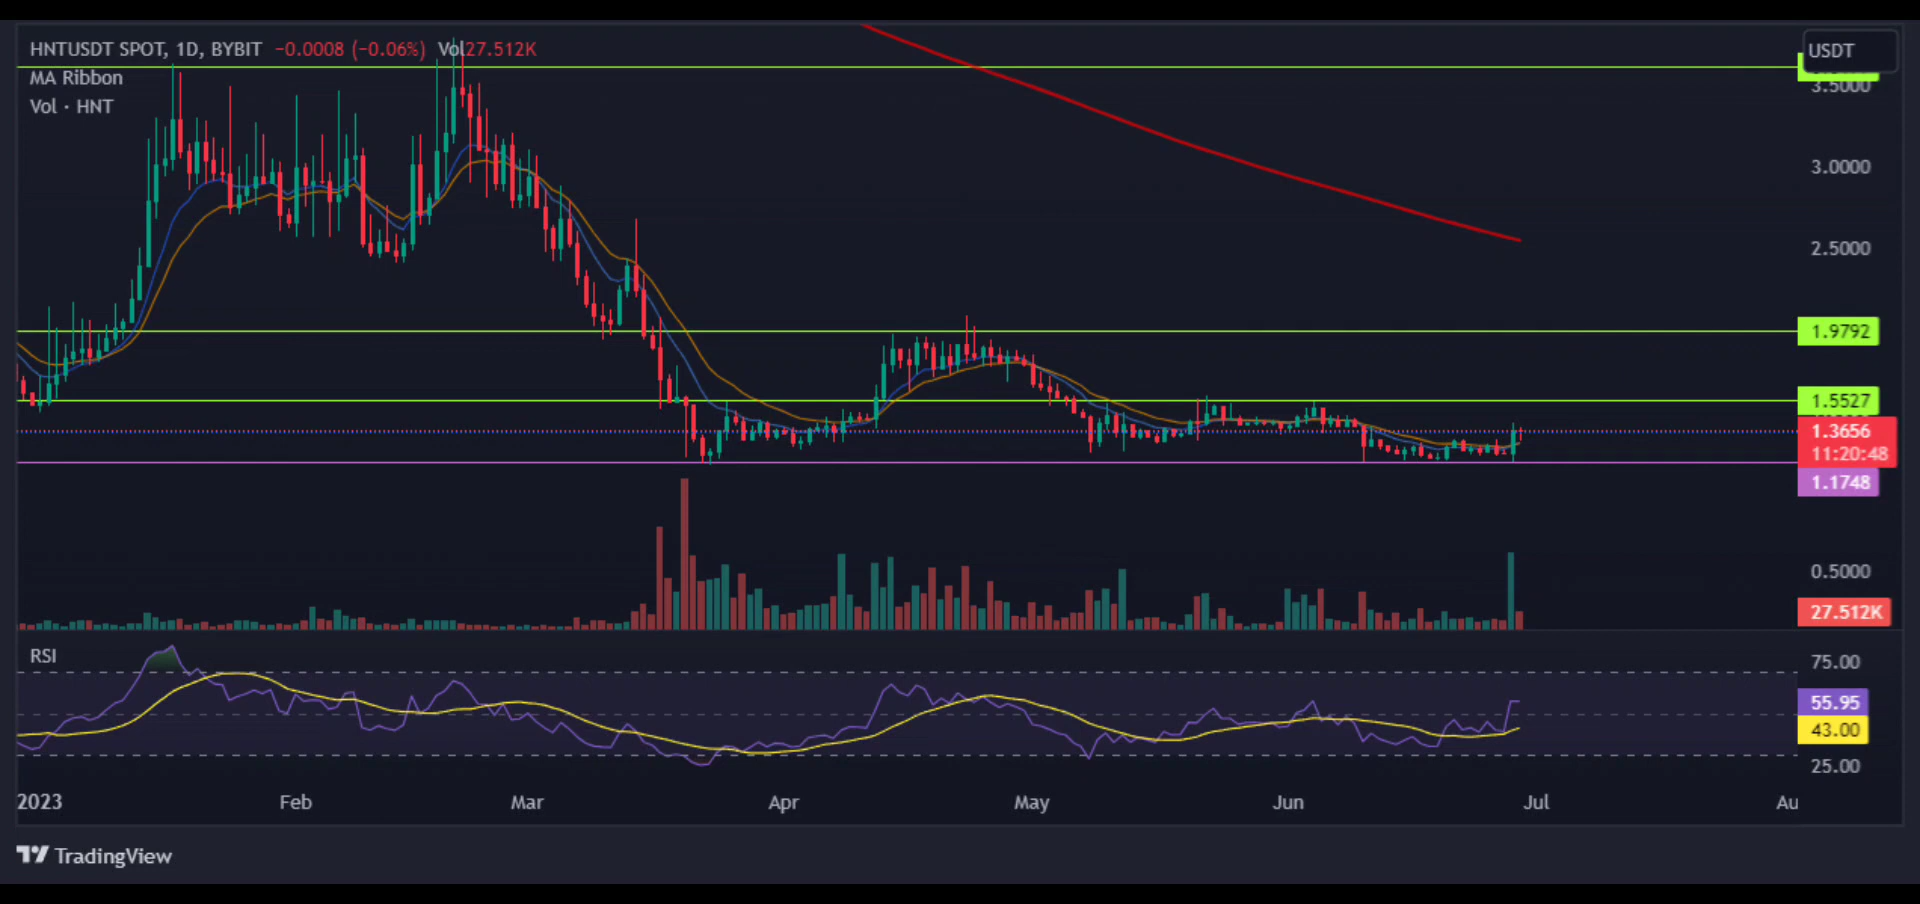 HNTUSDT SPOT, 1D, BYBIT −0.0008 (−0.06%) Vol27.512K
MA Ribbon
Vol · HNT
USDT
3.5000
3.0000
2.5000
1.9792
1.5527
1.3656
11:20:48
1.1748
0.5000
27.512K
RSI
75.00
55.95
43.00
25.00
2023 Feb Mar Apr May Jun Jul Au
TradingView